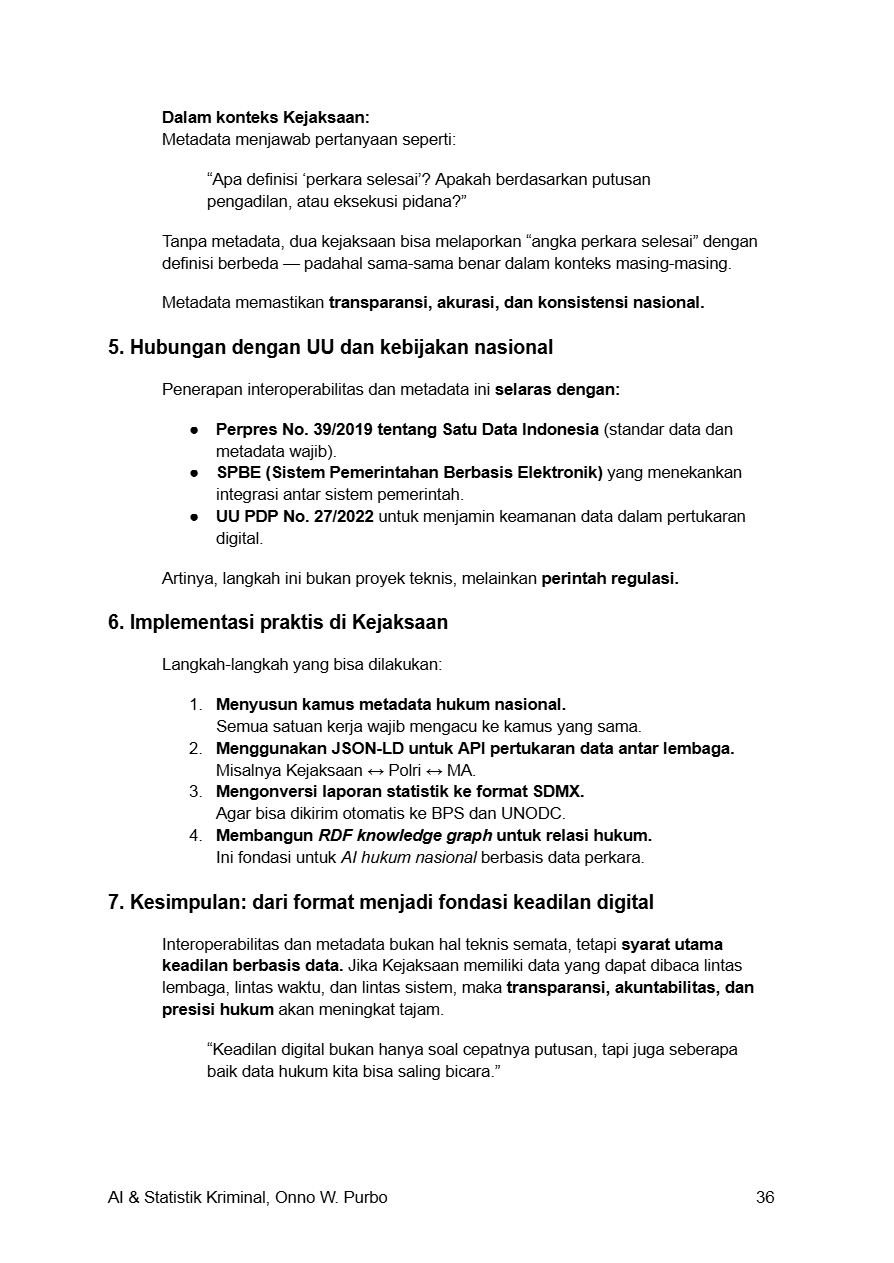 Dalam konteks Kejaksaan:
Metadata menjawab pertanyaan seperti:
“Apa definisi ‘perkara selesai’? Apakah berdasarkan putusan
pengadilan, atau eksekusi pidana?”
Tanpa metadata, dua kejaksaan bisa melaporkan “angka perkara selesai” dengan
definisi berbeda — padahal sama-sama benar dalam konteks masing-masing.
Metadata memastikan transparansi, akurasi, dan konsistensi nasional.
5. Hubungan dengan UU dan kebijakan nasional
Penerapan interoperabilitas dan metadata ini selaras dengan:
● Perpres No. 39/2019 tentang Satu Data Indonesia (standar data dan
metadata wajib).
● SPBE (Sistem Pemerintahan Berbasis Elektronik) yang menekankan
integrasi antar sistem pemerintah.
● UU PDP No. 27/2022 untuk menjamin keamanan data dalam pertukaran
digital.
Artinya, langkah ini bukan proyek teknis, melainkan perintah regulasi.
6. Implementasi praktis di Kejaksaan
Langkah-langkah yang bisa dilakukan:
1. Menyusun kamus metadata hukum nasional.
Semua satuan kerja wajib mengacu ke kamus yang sama.
2. Menggunakan JSON-LD untuk API pertukaran data antar lembaga.
Misalnya Kejaksaan ↔ Polri ↔ MA.
3. Mengonversi laporan statistik ke format SDMX.
Agar bisa dikirim otomatis ke BPS dan UNODC.
4. Membangun RDF knowledge graph untuk relasi hukum.
Ini fondasi untuk AI hukum nasional berbasis data perkara.
7. Kesimpulan: dari format menjadi fondasi keadilan digital
Interoperabilitas dan metadata bukan hal teknis semata, tetapi syarat utama
keadilan berbasis data. Jika Kejaksaan memiliki data yang dapat dibaca lintas
lembaga, lintas waktu, dan lintas sistem, maka transparansi, akuntabilitas, dan
presisi hukum akan meningkat tajam.
“Keadilan digital bukan hanya soal cepatnya putusan, tapi juga seberapa
baik data hukum kita bisa saling bicara.”
AI & Statistik Kriminal, Onno W. Purbo 36